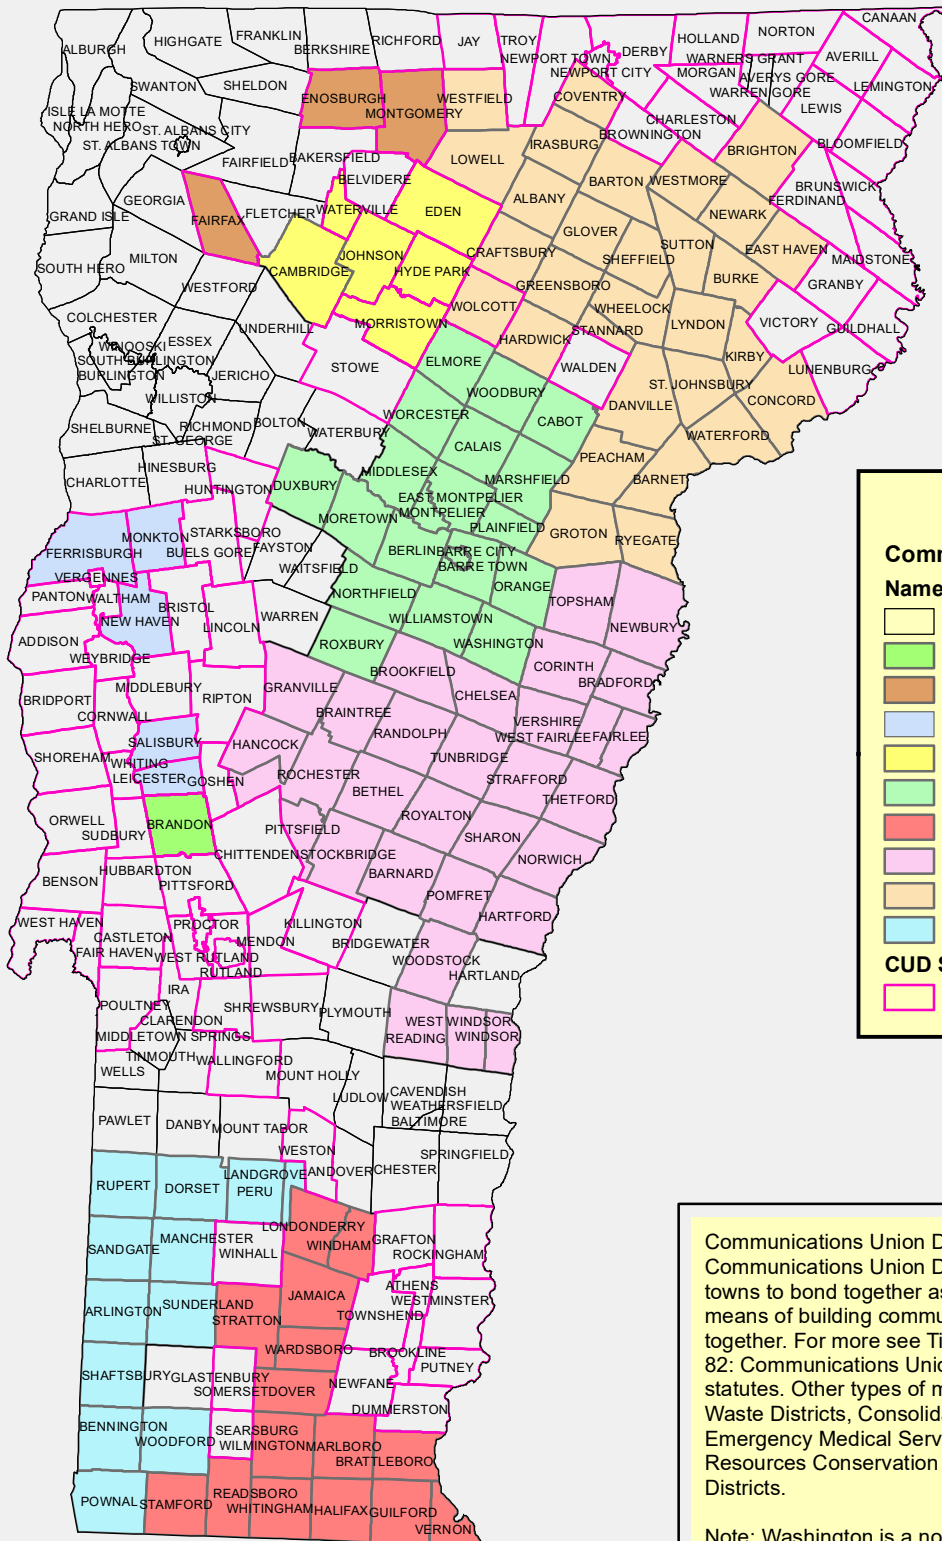 CANAAN
ALBURGH
HIGHGATE
FRANKLIN
BERKSHIRE
RICHFORD
JAY
TROY
NEWPORT TOWN
NEWPORT CITY
DERBY
HOLLAND
NORTON
WARNERS GRANT
MORGAN
AVERYS GORE
WARREN GORE
AVERILL
LEMINGTON
LEWIS
SWANTON
SHELDON
ENOSBURGH
MONTGOMERY
WESTFIELD
COVENTRY
CHARLESTON
BROWNINGTON
BLOOMFIELD
ISLE LA MOTTE
NORTH HERO
ST. ALBANS CITY
ST. ALBANS TOWN
FAIRFIELD
BAKERSFIELD
LOWELL
IRASBURG
BRIGHTON
BELVIDERE
BARTON
WESTMORE
BRUNSWICK
FERDINAND
GEORGIA
FAIRFAX
FLETCHER
WATERVILLE
EDEN
ALBANY
NEWARK
GRAND ISLE
GLOVER
SUTTON
EAST HAVEN
MAIDSTONE
SOUTH HERO
MILTON
CAMBRIDGE
JOHNSON
HYDE PARK
CRAFTSBURY
SHEFFIELD
BURKE
GRANBY
WESTFORD
GREENSBORO
WOLCOTT
WHEELOCK
COLCHESTER
UNDERHILL
MORRISTOWN
STANNARD
LYNDON
VICTORY
GUILDHALL
WINOOSKI
ESSEX
HARDWICK
SOUTH BURLINGTON
BURLINGTON
JERICHO
STOWE
ELMORE
WALDEN
KIRBY
LUNENBURG
WILLISTON
WOODBURY
ST. JOHNSBURY
CONCORD
SHELBURNE
RICHMOND
ST. GEORGE
BOLTON
WATERBURY
WORCESTER
CABOT
DANVILLE
WATERFORD
CALAIS
PEACHAM
HINESBURG
CHARLOTTE
HUNTINGTON
DUXBURY
MIDDLESEX
MARSHFIELD
BARNET
EAST MONTPELIER
MONTPELIER
MORETOWN
PLAINFIELD
GROTON
RYEGATE
MONKTON
STARKSBORO
BUELS GORE
FAYSTON
FERRISBURGH
BERLIN
BARRE CITY
BARRE TOWN
WAITSFIELD
VERGENNES
PANTON
WALTHAM
NEW HAVEN
BRISTOL
NORTHFIELD
ORANGE
TOPSHAM
LINCOLN
WARREN
WILLIAMSTOWN
NEWBURY
ADDISON
WEYBRIDGE
ROXBURY
WASHINGTON
BROOKFIELD
CORINTH
BRADFORD
BRIDPORT
MIDDLEBURY
RIPTON
GRANVILLE
CHELSEA
CORNWALL
BRAINTREE
VERSHIRE
WEST FAIRLEE
FAIRLEE
SALISBURY
HANCOCK
RANDOLPH
SHOREHAM
WHITING
LEICESTER
GOSHEN
ROCHESTER
TUNBRIDGE
STRAFFORD
BETHEL
THETFORD
ORWELL
SUDBURY
BRANDON
PITTSFIELD
ROYALTON
SHARON
CHITTENDEN
STOCKBRIDGE
NORWICH
HUBBARDTON
BENSON
PITTSFORD
BARNARD
POMFRET
WEST HAVEN
PROCTOR
KILLINGTON
HARTFORD
CASTLETON
FAIR HAVEN
MENDON
BRIDGEWATER
WEST RUTLAND
RUTLAND
WOODSTOCK
HARTLAND
IRA
POULTNEY
CLARENDON
SHREWSBURY
PLYMOUTH
WEST WINDSOR
READING
WINDSOR
MIDDLETOWN SPRINGS
TINMOUTH
WALLINGFORD
WELLS
MOUNT HOLLY
LUDLOW
CAVENDISH
WEATHERSFIELD
BALTIMORE
PAWLET
DANBY
MOUNT TABOR
WESTON
ANDOVER
CHESTER
SPRINGFIELD
RUPERT
DORSET
LANDGROVE
PERU
LONDONDERRY
WINDHAM
GRAFTON
ROCKINGHAM
SANDGATE
MANCHESTER
WINHALL
ATHENS
WESTMINSTER
TOWNSHEND
JAMAICA
ARLINGTON
SUNDERLAND
STRATTON
WARDSBORO
BROOKLINE
PUTNEY
SHAFTSBURY
GLASTENBURY
SOMERSET
DOVER
NEWFANE
DUMMERSTON
BENNINGTON
WOODFORD
SEARSBURG
WILMINGTON
MARLBORO
BRATTLEBORO
POWNAL
STAMFORD
READSBORO
WHITINGHAM
HALIFAX
GUILFORD
VERNON
Comm
Name
CUD S
Communications Union D
Communications Union D
towns to bond together as
means of building commu
together. For more see Tit
82: Communications Unio
statutes. Other types of m
Waste Districts, Consolida
Emergency Medical Serv
Resources Conservation
Districts.
Note: Washington is a no